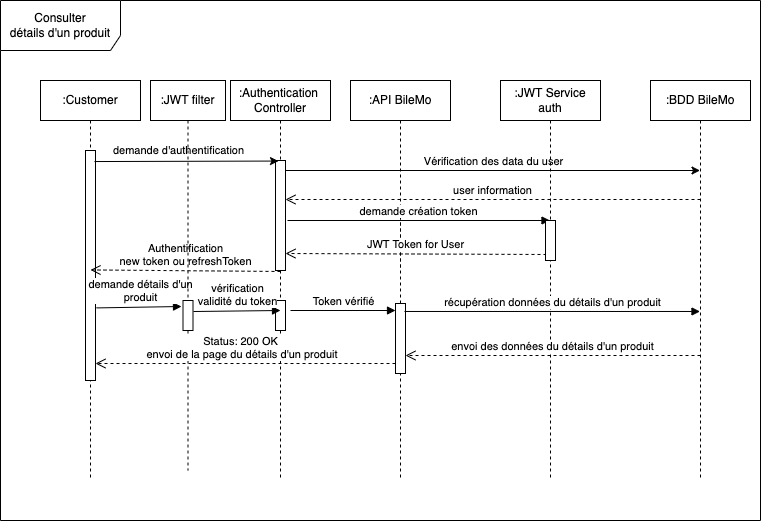 Consulter
détails d'un produit
:Customer
:JWT filter
:Authentication
Controller
:API BileMo
:JWT Service
auth
:BDD BileMo
demande d'authentification
Vérification des data du user
user information
demande création token
JWT Token for User
Authentification
new token ou refreshToken
demande détails d'un
produit
vérification
validité du token
Token vérifié
récupération données du détails d'un produit
envoi des données du détails d'un produit
Status: 200 OK
envoi de la page du détails d'un produit